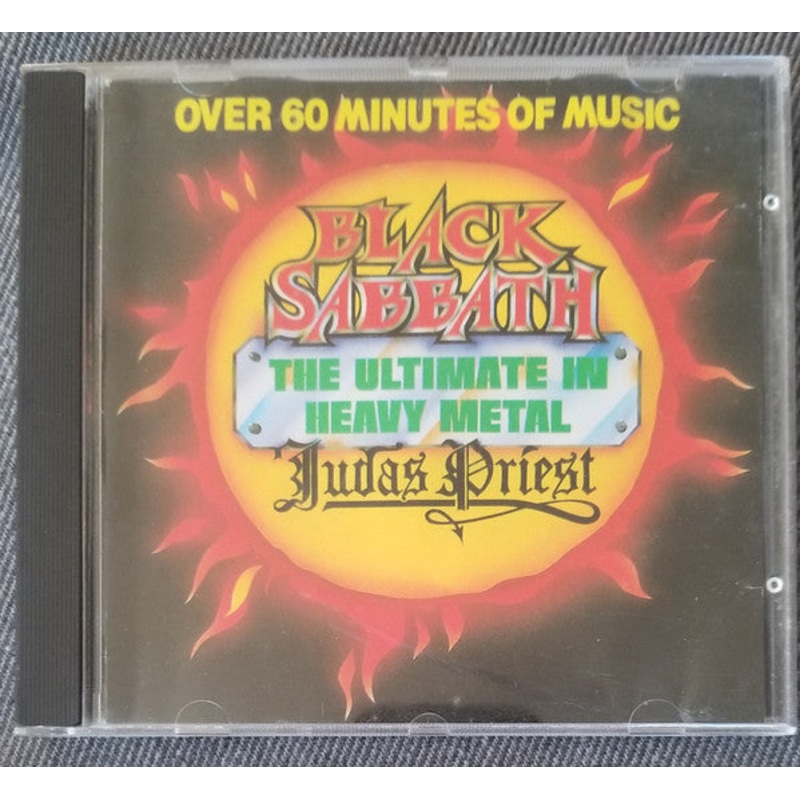 OVER 60 MINUTES OF MUSIC
BLACK
SABBATH
THE ULTIMATE IN
HEAVY METAL
Judas Priest